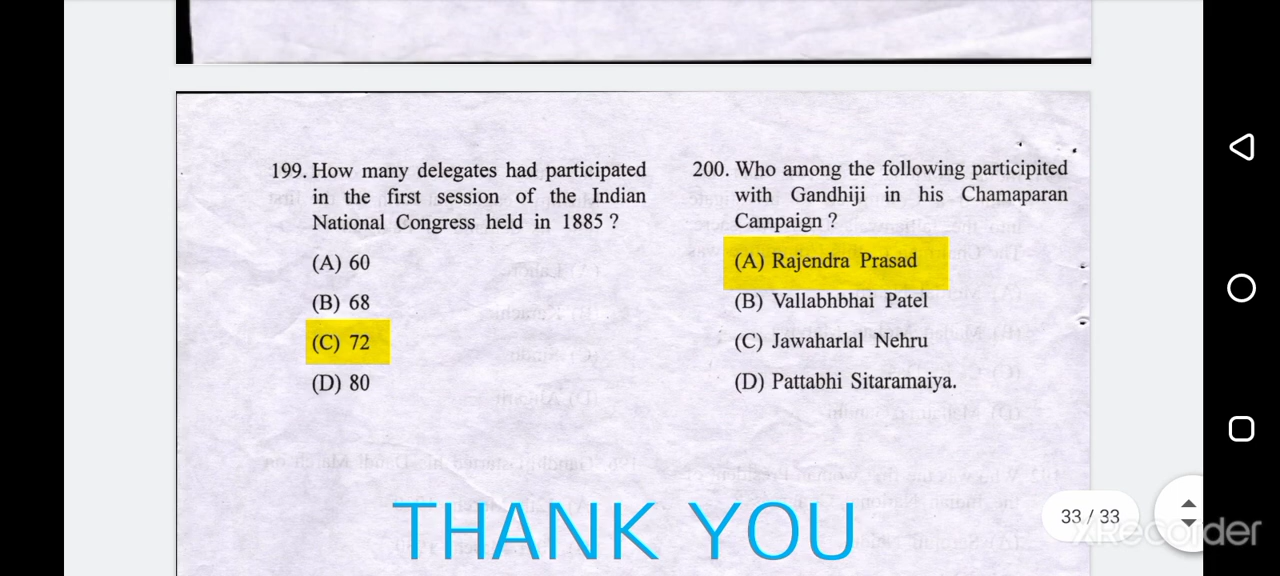 199. How many delegates had participated
in the first session of the Indian
National Congress held in 1885 ?
(A) 60
(B) 68
(C) 72
(D) 80
200. Who among the following participited
with Gandhiji in his Chamaparan
Campaign ?
(A) Rajendra Prasad
(B) Vallabhbhai Patel
(C) Jawaharlal Nehru
(D) Pattabhi Sitaramaiya.
THANK YOU
33 / 33
XRecorder